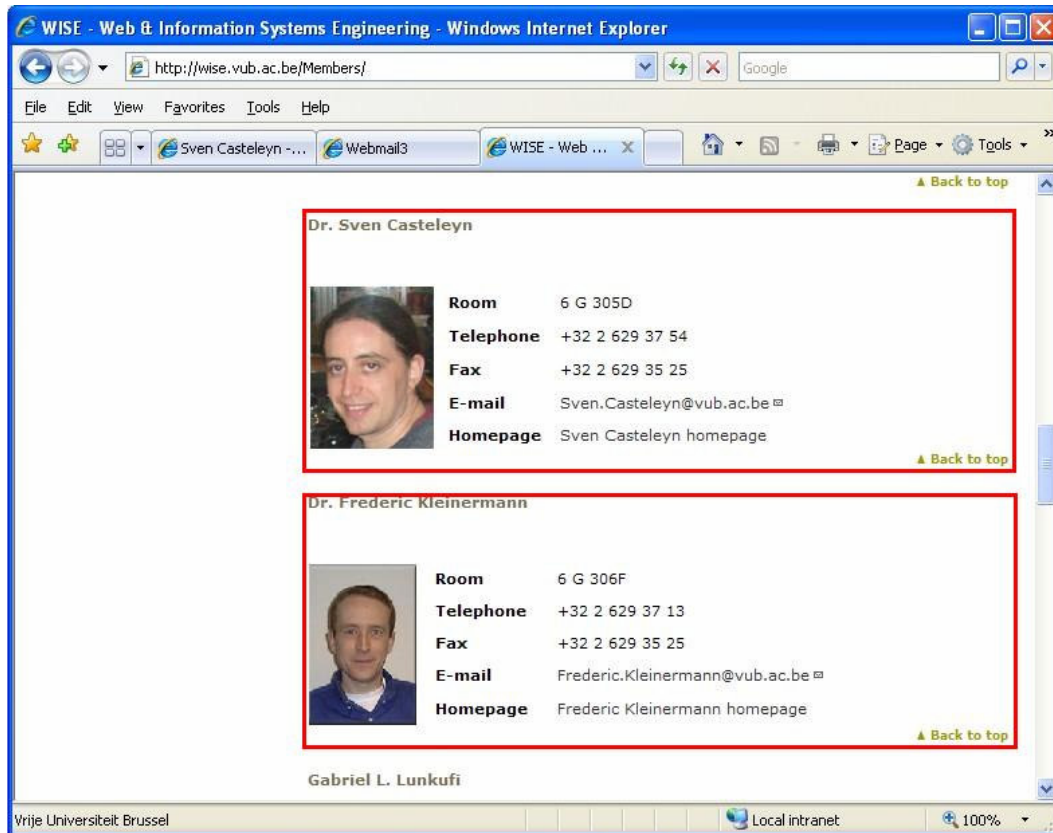 WISE - Web & Information Systems Engineering - Windows Internet Explorer
http://wise.vub.ac.be/Members/
Google
File Edit View Favorites Tools Help
Sven Casteleyn -... Webmail3 WISE - Web ... Page Tools
Back to top
Dr. Sven Casteleyn
Room 6 G 305D
Telephone +32 2 629 37 54
Fax +32 2 629 35 25
E-mail Sven.Casteleyn@vub.ac.be
Homepage Sven Casteleyn homepage
Back to top
Dr. Frederic Kleinermann
Room 6 G 306F
Telephone +32 2 629 37 13
Fax +32 2 629 35 25
E-mail Frederic.Kleinermann@vub.ac.be
Homepage Frederic Kleinermann homepage
Back to top
Gabriel L. Lunkufi
Vrije Universiteit Brussel Local intranet 100%